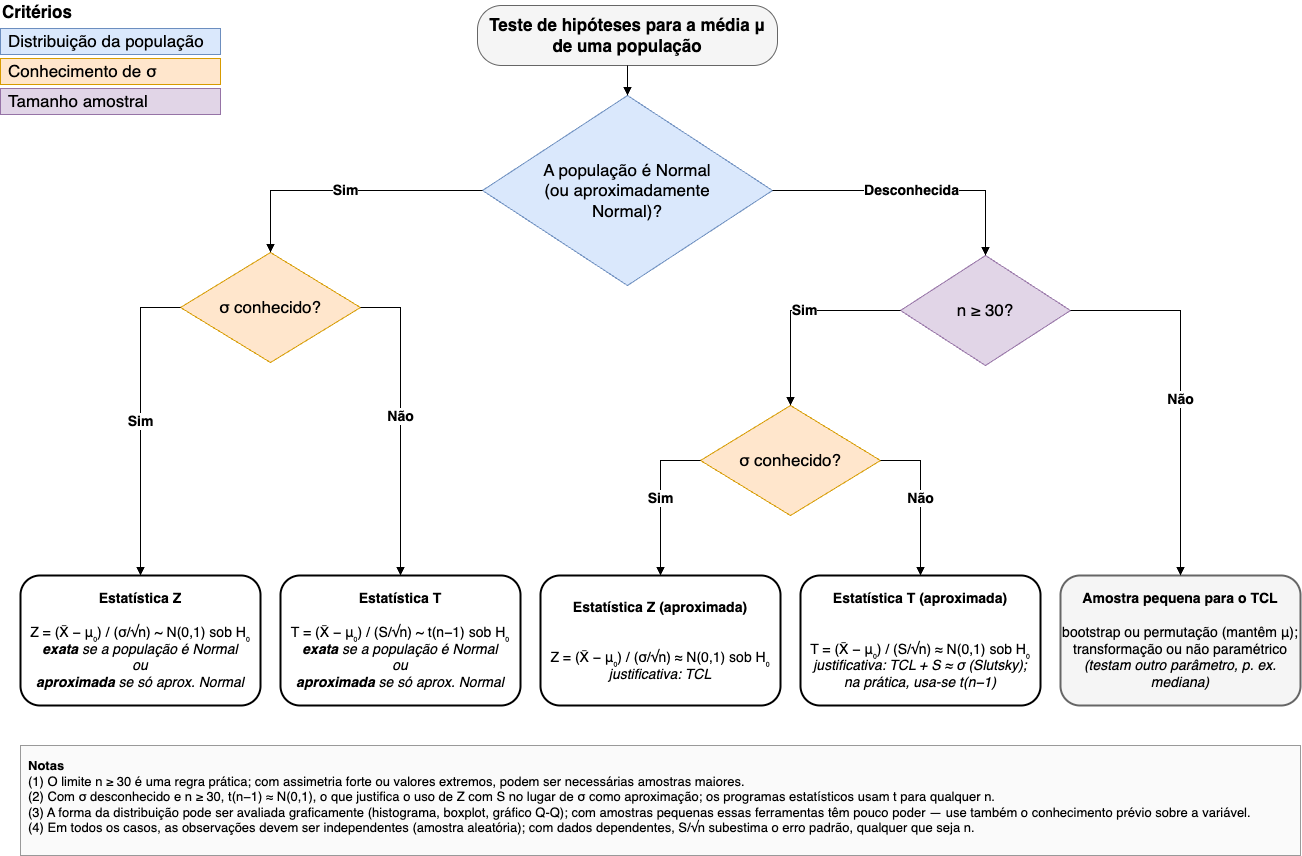 Critérios
Distribuição da população
Conhecimento de σ
Tamanho amostral
Teste de hipóteses para a média μ
de uma população
A população é Normal
(ou aproximadamente
Normal)?
Sim
Desconhecida
σ conhecido?
n ≥ 30?
Sim
Não
Sim
Não
σ conhecido?
Sim
Não
Estatística Z
Z = (X̄ − μ₀) / (σ/√n) ~ N(0,1) sob H₀
exata se a população é Normal
ou
aproximada se só aprox. Normal
Estatística T
T = (X̄ − μ₀) / (S/√n) ~ t(n−1) sob H₀
exata se a população é Normal
ou
aproximada se só aprox. Normal
Estatística Z (aproximada)
Z = (X̄ − μ₀) / (σ/√n) ≈ N(0,1) sob H₀
justificativa: TCL
Estatística T (aproximada)
T = (X̄ − μ₀) / (S/√n) ≈ N(0,1) sob H₀
justificativa: TCL + S ≈ σ (Slutsky);
na prática, usa-se t(n−1)
Amostra pequena para o TCL
bootstrap ou permutação (mantêm μ);
transformação ou não paramétrico
(testam outro parâmetro, p. ex.
mediana)
Notas
(1) O limite n ≥ 30 é uma regra prática; com assimetria forte ou valores extremos, podem ser necessárias amostras maiores.
(2) Com σ desconhecido e n ≥ 30, t(n−1) ≈ N(0,1), o que justifica o uso de Z com S no lugar de σ como aproximação; os programas estatísticos usam t para qualquer n.
(3) A forma da distribuição pode ser avaliada graficamente (histograma, boxplot, gráfico Q-Q); com amostras pequenas essas ferramentas têm pouco poder — use também o conhecimento prévio sobre a variável.
(4) Em todos os casos, as observações devem ser independentes (amostra aleatória); com dados dependentes, S/√n subestima o erro padrão, qualquer que seja n.